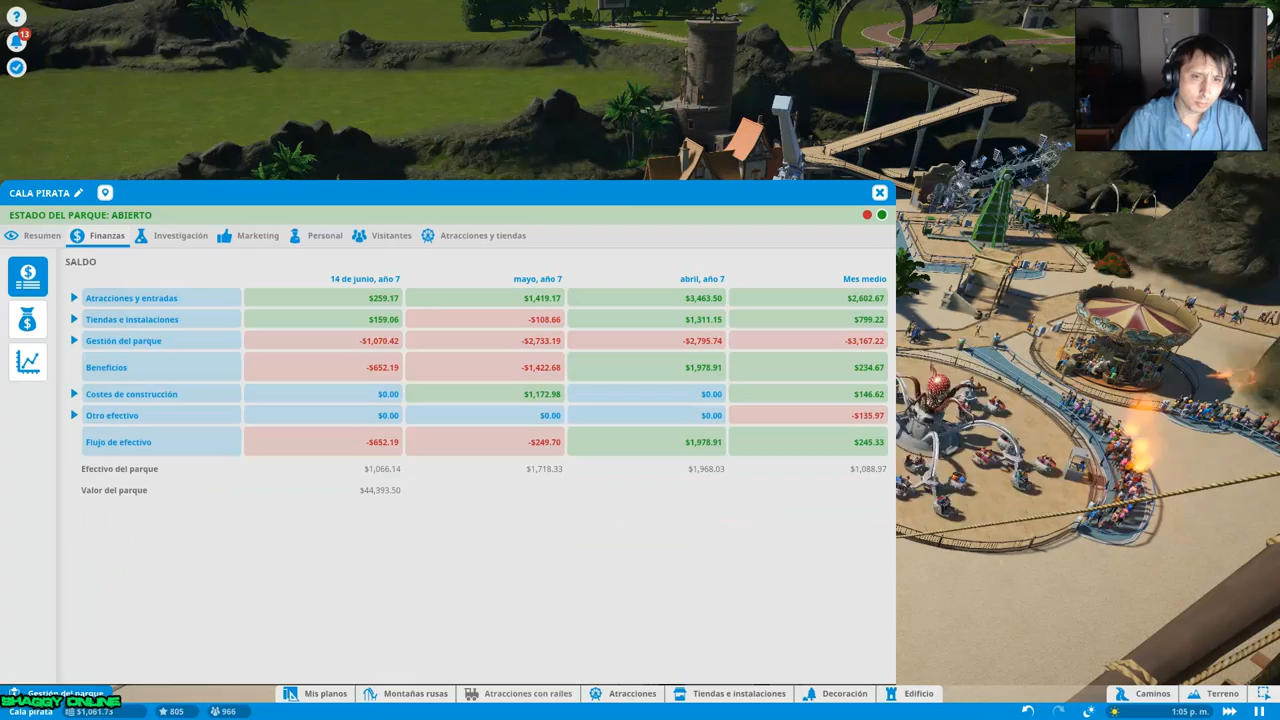 ?
13
CALA PIRATA
ESTADO DEL PARQUE: ABIERTO
Resumen Finanzas Investigación Marketing Personal Visitantes Atracciones y tiendas
SALDO
14 de junio, año 7 mayo, año 7 abril, año 7 Mes medio
Atracciones y entradas $259.17 $1,419.17 $3,463.50 $2,602.67
Tiendas e instalaciones $159.06 -$108.66 $1,311.15 $799.22
Gestión del parque -$1,070.42 -$2,733.19 -$2,795.74 -$3,167.22
Beneficios -$652.19 -$1,422.68 $1,978.91 $234.67
Costes de construcción $0.00 $1,172.98 $0.00 $146.62
Otro efectivo $0.00 $0.00 $0.00 -$135.97
Flujo de efectivo -$652.19 -$249.70 $1,978.91 $245.33
Efectivo del parque $1,066.14 $1,718.33 $1,968.03 $1,088.97
Valor del parque $44,393.50
Gestión del parque Mis planos Montañas rusas Atracciones con raíles Atracciones Tiendas e instalaciones Decoración Edificio Caminos Terreno
SHAGGY ONLINE
Cala pirata $1,061.73 805 966 1:05 p. m.